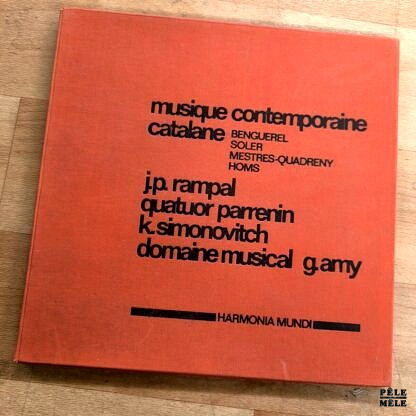 musique contemporaine
catalane BENGUEREL
SOLER
MESTRES-QUADRENY
HOMS
j.p. rampal
quatuor parrenin
k.simonovitch
domaine musical g.amy
HARMONIA MUNDI
PÊLE
MÊLE